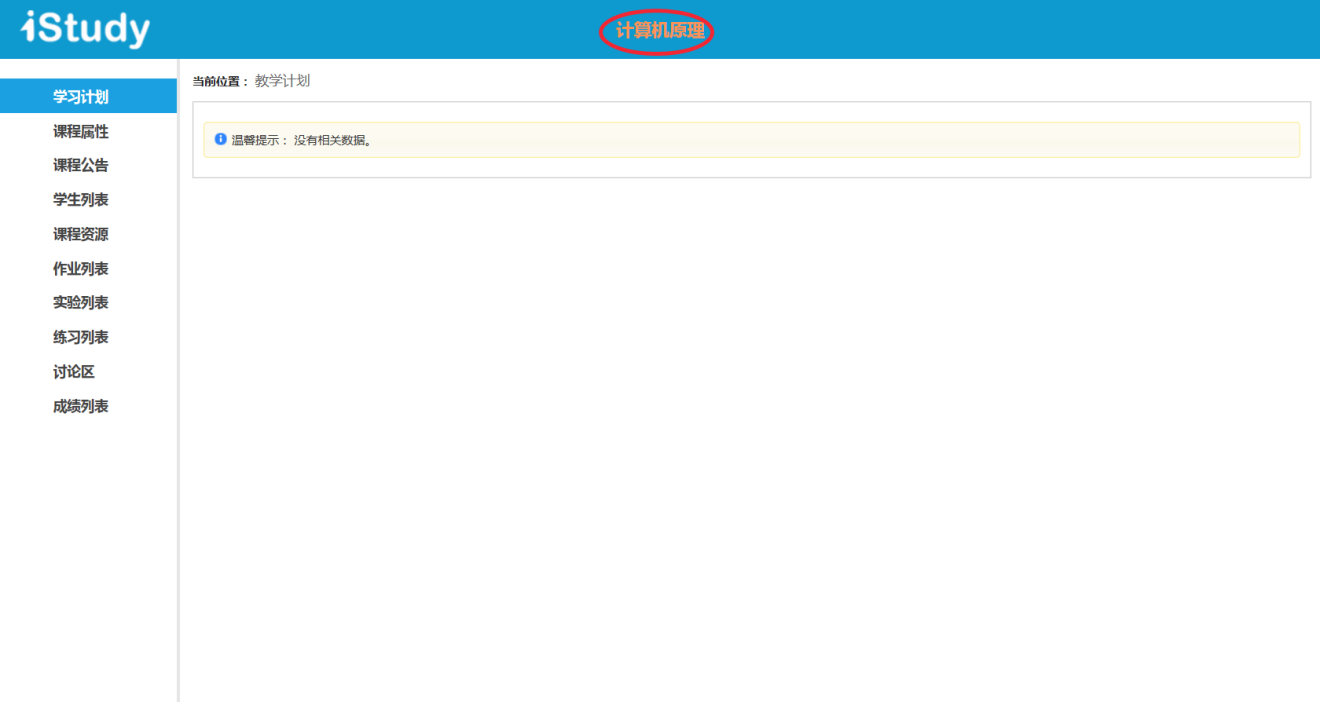 iStudy
计算机原理
学习计划
课程属性
课程公告
学生列表
课程资源
作业列表
实验列表
练习列表
讨论区
成绩列表
当前位置： 教学计划
温馨提示： 没有相关数据。